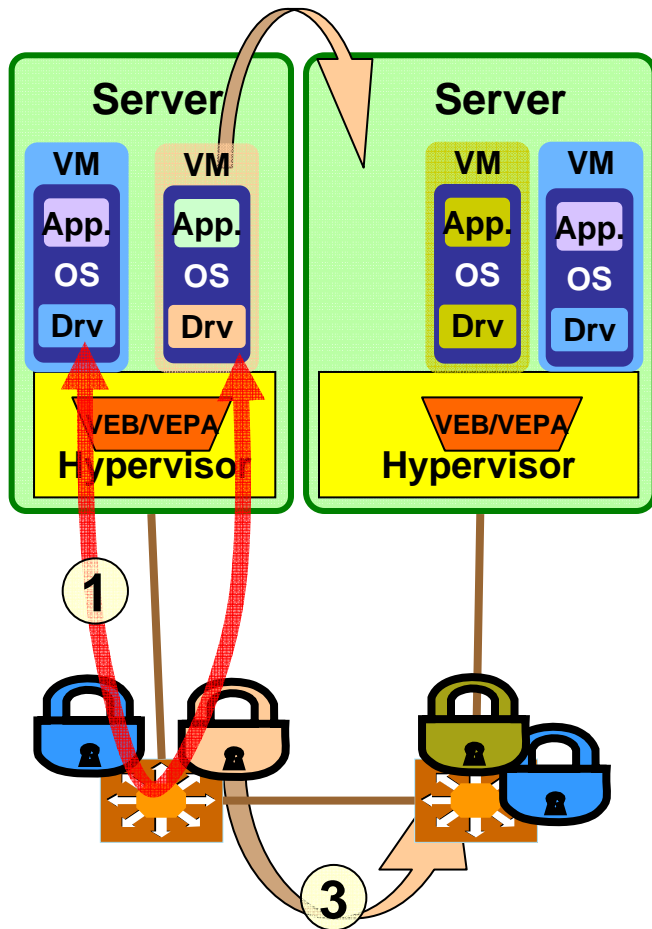 Server
VM
App.
OS
Drv
VM
App.
OS
Drv
VEB/VEPA
Hypervisor
Server
VM
App.
OS
Drv
VM
App.
OS
Drv
VEB/VEPA
Hypervisor
1
3